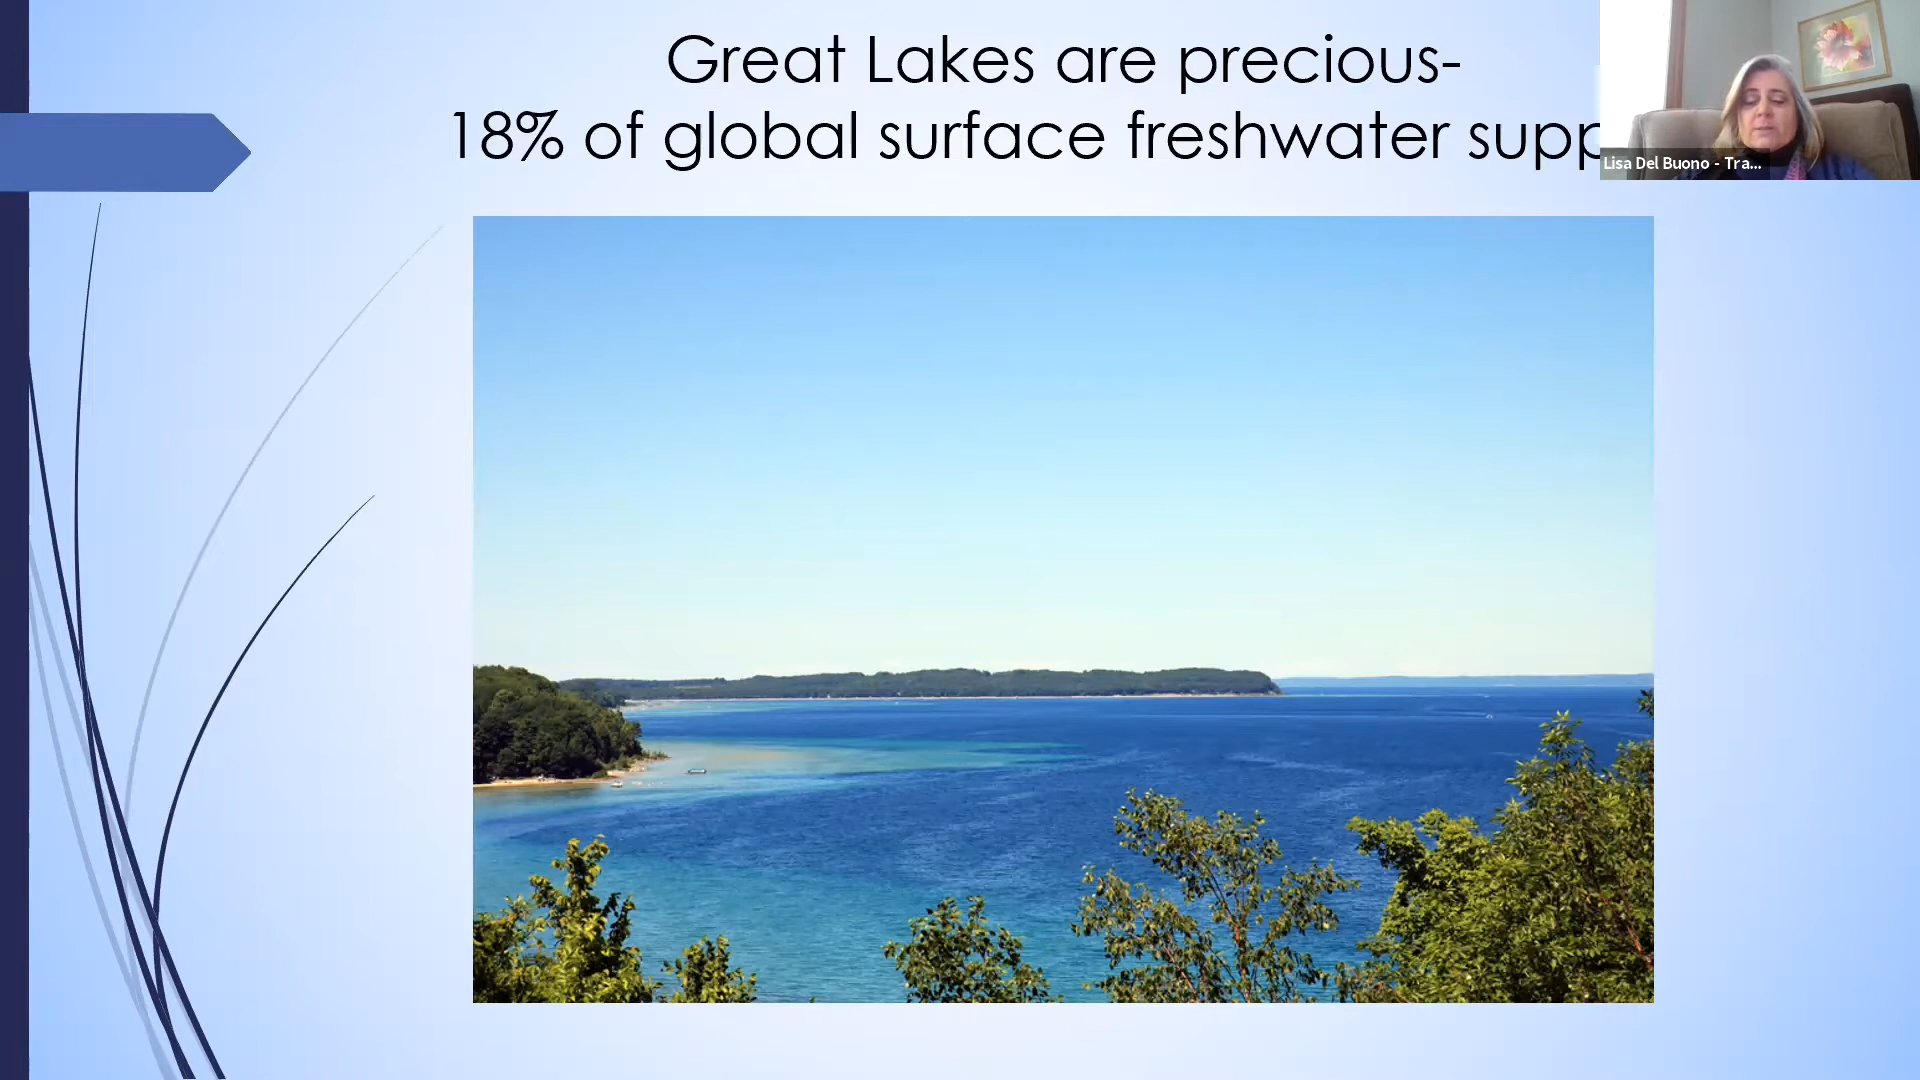 Great Lakes are precious-
18% of global surface freshwater supp
Lisa Del Buono - Tra...